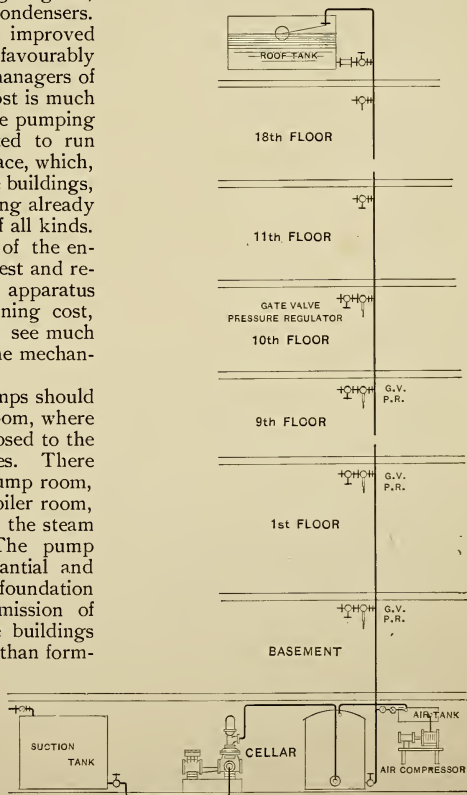 ondensers.
improved
favourably
nanagers of
ost is much
e pumping
ed to run
ace, which,
e buildings,
ng already
f all kinds.
of the en-
est and re-
apparatus
ning cost,
see much
ne mechan-
mps should
oom, where
osed to the
es. There
ump room,
oiler room,
the steam
The pump
antial and
foundation
mission of
e buildings
than form-
ROOF TANK
18th FLOOR
11th FLOOR
GATE VALVE
PRESSURE REGULATOR
10th FLOOR
G.V.
P.R.
9th FLOOR
G.V.
P.R.
1st FLOOR
G.V.
P.R.
BASEMENT
SUCTION
TANK
CELLAR
AIR TANK
AIR COMPRESSOR